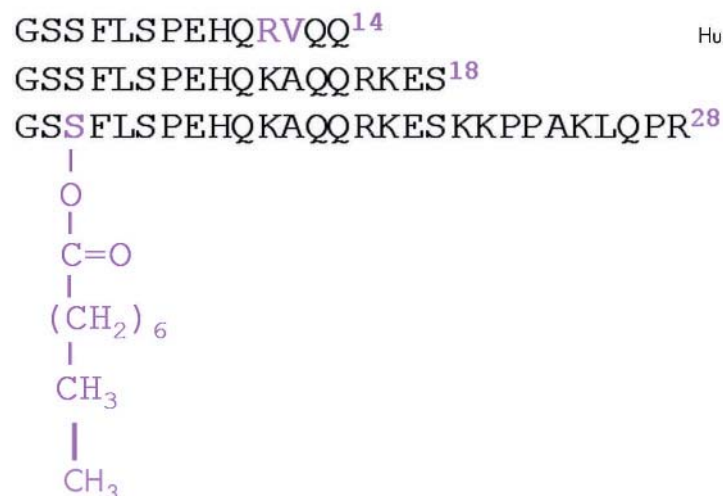 GSSFLSPEHQRVQQ14 Hu
GSSFLSPEHQKAQQRKES18
GSSFLSPEHQKAQQRKESKKPPAKLQPR28
O
C=O
(CH2)6
CH3
CH3